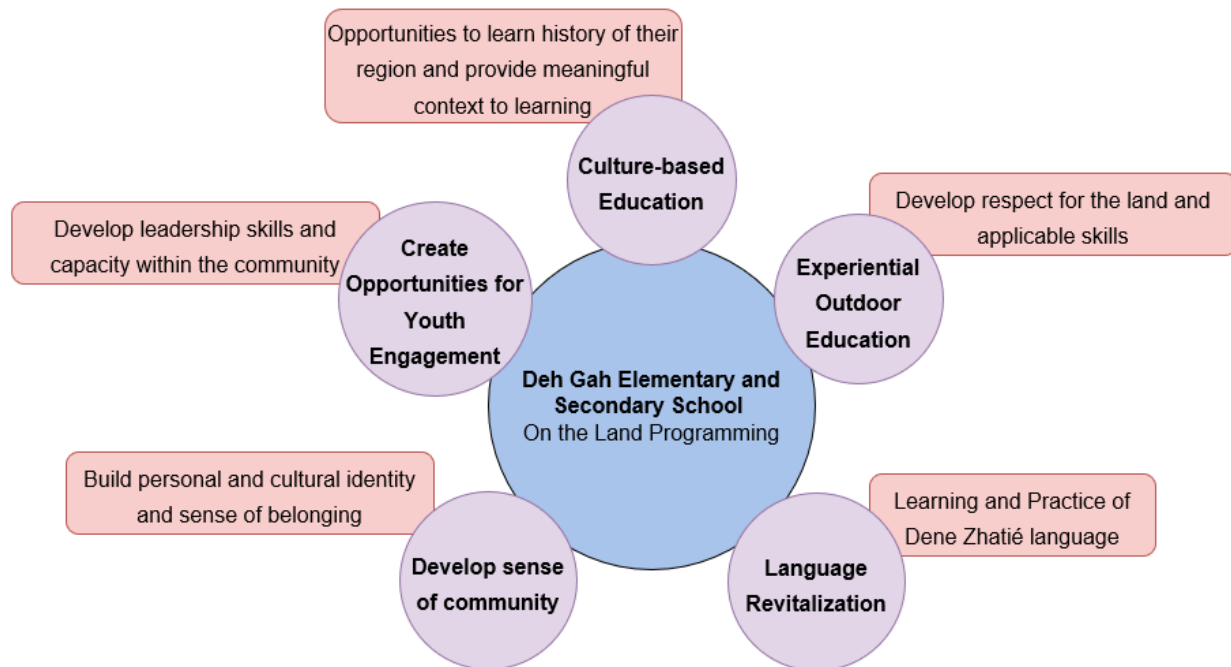 Opportunities to learn history of their
region and provide meaningful
context to learning
Culture-based
Education
Develop respect for the land and
applicable skills
Experiential
Outdoor
Education
Develop leadership skills and
capacity within the community
Create
Opportunities for
Youth
Engagement
Deh Gah Elementary and
Secondary School
On the Land Programming
Build personal and cultural identity
and sense of belonging
Develop sense
of community
Learning and Practice of
Dene Zhatié language
Language
Revitalization